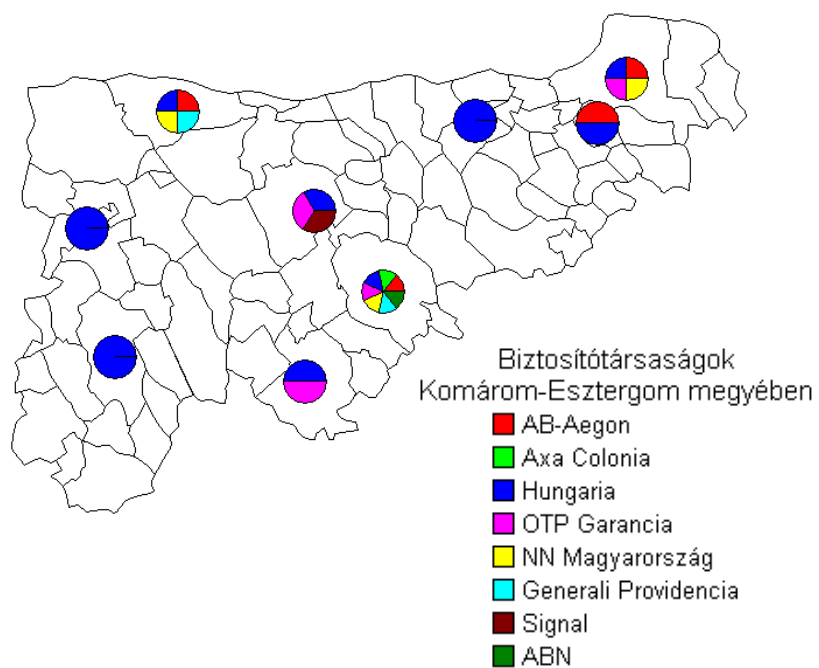 Biztosítótársaságok
Komárom-Esztergom megyében
AB-Aegon
Axa Colonia
Hungaria
OTP Garancia
NN Magyarország
Generali Providencia
Signal
ABN